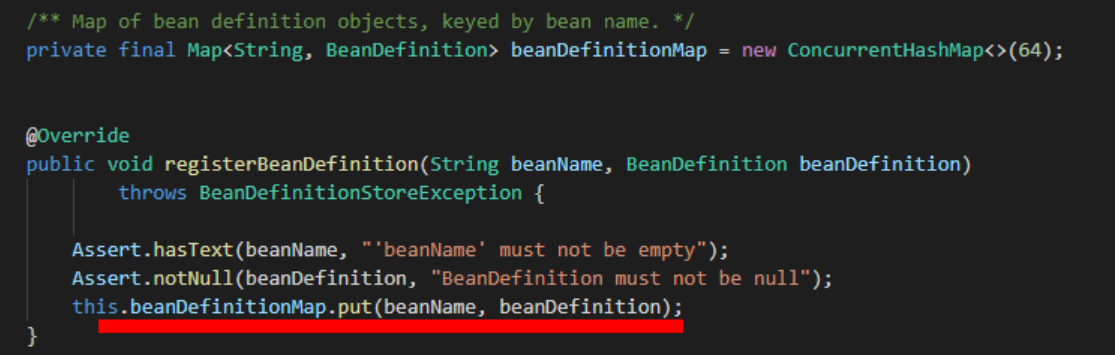 /** Map of bean definition objects, keyed by bean name. */
private final Map<String, BeanDefinition> beanDefinitionMap = new ConcurrentHashMap<>(64);
@Override
public void registerBeanDefinition(String beanName, BeanDefinition beanDefinition)
throws BeanDefinitionStoreException {
Assert.hasText(beanName, "'beanName' must not be empty");
Assert.notNull(beanDefinition, "BeanDefinition must not be null");
this.beanDefinitionMap.put(beanName, beanDefinition);
}